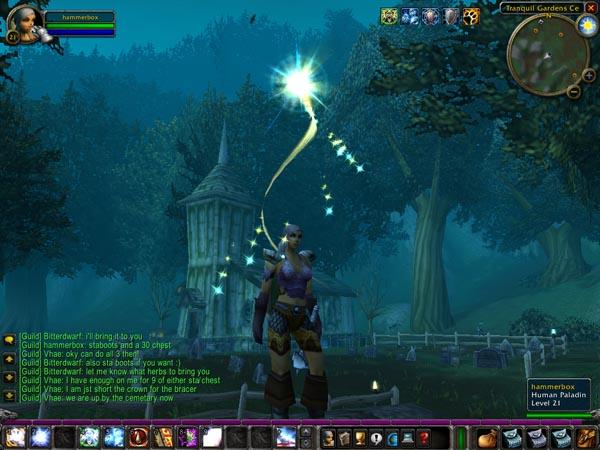 hammerbox
21
Tranquil Gardens Ce
N
[Guild] Bitterdwarf: i'll bring it to you
[Guild] hammerbox: staboots and a 30 chest
[Guild] Vhae: oky can do all 3 then
[Guild] Bitterdwarf: also sta boots if you want :)
[Guild] Bitterdwarf: let me know what herbs to bring you
[Guild] Vhae: I have enough on me for 9 of either sta/chest
[Guild] Vhae: I am jst short the crown for the bracer
[Guild] Vhae: we are up by the cemetary now
hammerbox
Human Paladin
Level 21